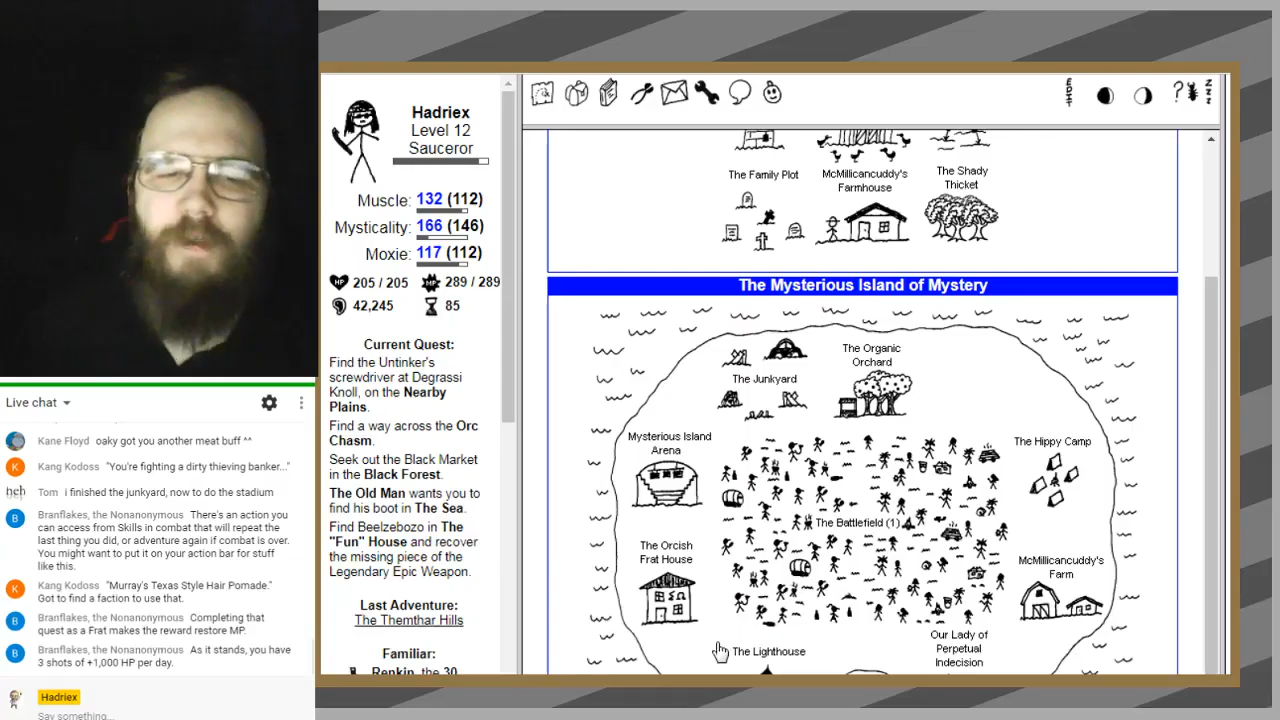 Live chat
Kane Floyd oaky got you another meat buff ^^
Kang Kodoss "You're fighting a dirty thieving banker..."
Tom i finished the junkyard, now to do the stadium
Branflakes, the Nonanonymous There's an action you
can access from Skills in combat that will repeat the
last thing you did, or adventure again if combat is over.
You might want to put it on your action bar for stuff
like this.
Kang Kodoss "Murray's Texas Style Hair Pomade."
Got to find a faction to use that.
Branflakes, the Nonanonymous Completing that
quest as a Frat makes the reward restore MP.
Branflakes, the Nonanonymous As it stands, you have
3 shots of +1,000 HP per day.
Hadriex
Say something...
Hadriex
Level 12
Sauceror
Muscle: 132 (112)
Mysticality: 166 (146)
Moxie: 117 (112)
HP 205 / 205 MP 289 / 289
42,245 85
Current Quest:
Find the Untinker's
screwdriver at Degrassi
Knoll, on the Nearby
Plains.
Find a way across the Orc
Chasm.
Seek out the Black Market
in the Black Forest.
The Old Man wants you to
find his boot in The Sea.
Find Beelzebozo in The
"Fun" House and recover
the missing piece of the
Legendary Epic Weapon.
Last Adventure:
The Themthar Hills
Familiar:
Renkin, the 30
EDIT
? ZZZ
The Family Plot
McMillicancuddy's
Farmhouse
The Shady
Thicket
The Mysterious Island of Mystery
The Organic
Orchard
The Junkyard
Mysterious Island
Arena
The Hippy Camp
The Battlefield (1)
The Orcish
Frat House
McMillicancuddy's
Farm
The Lighthouse
Our Lady of
Perpetual
Indecision